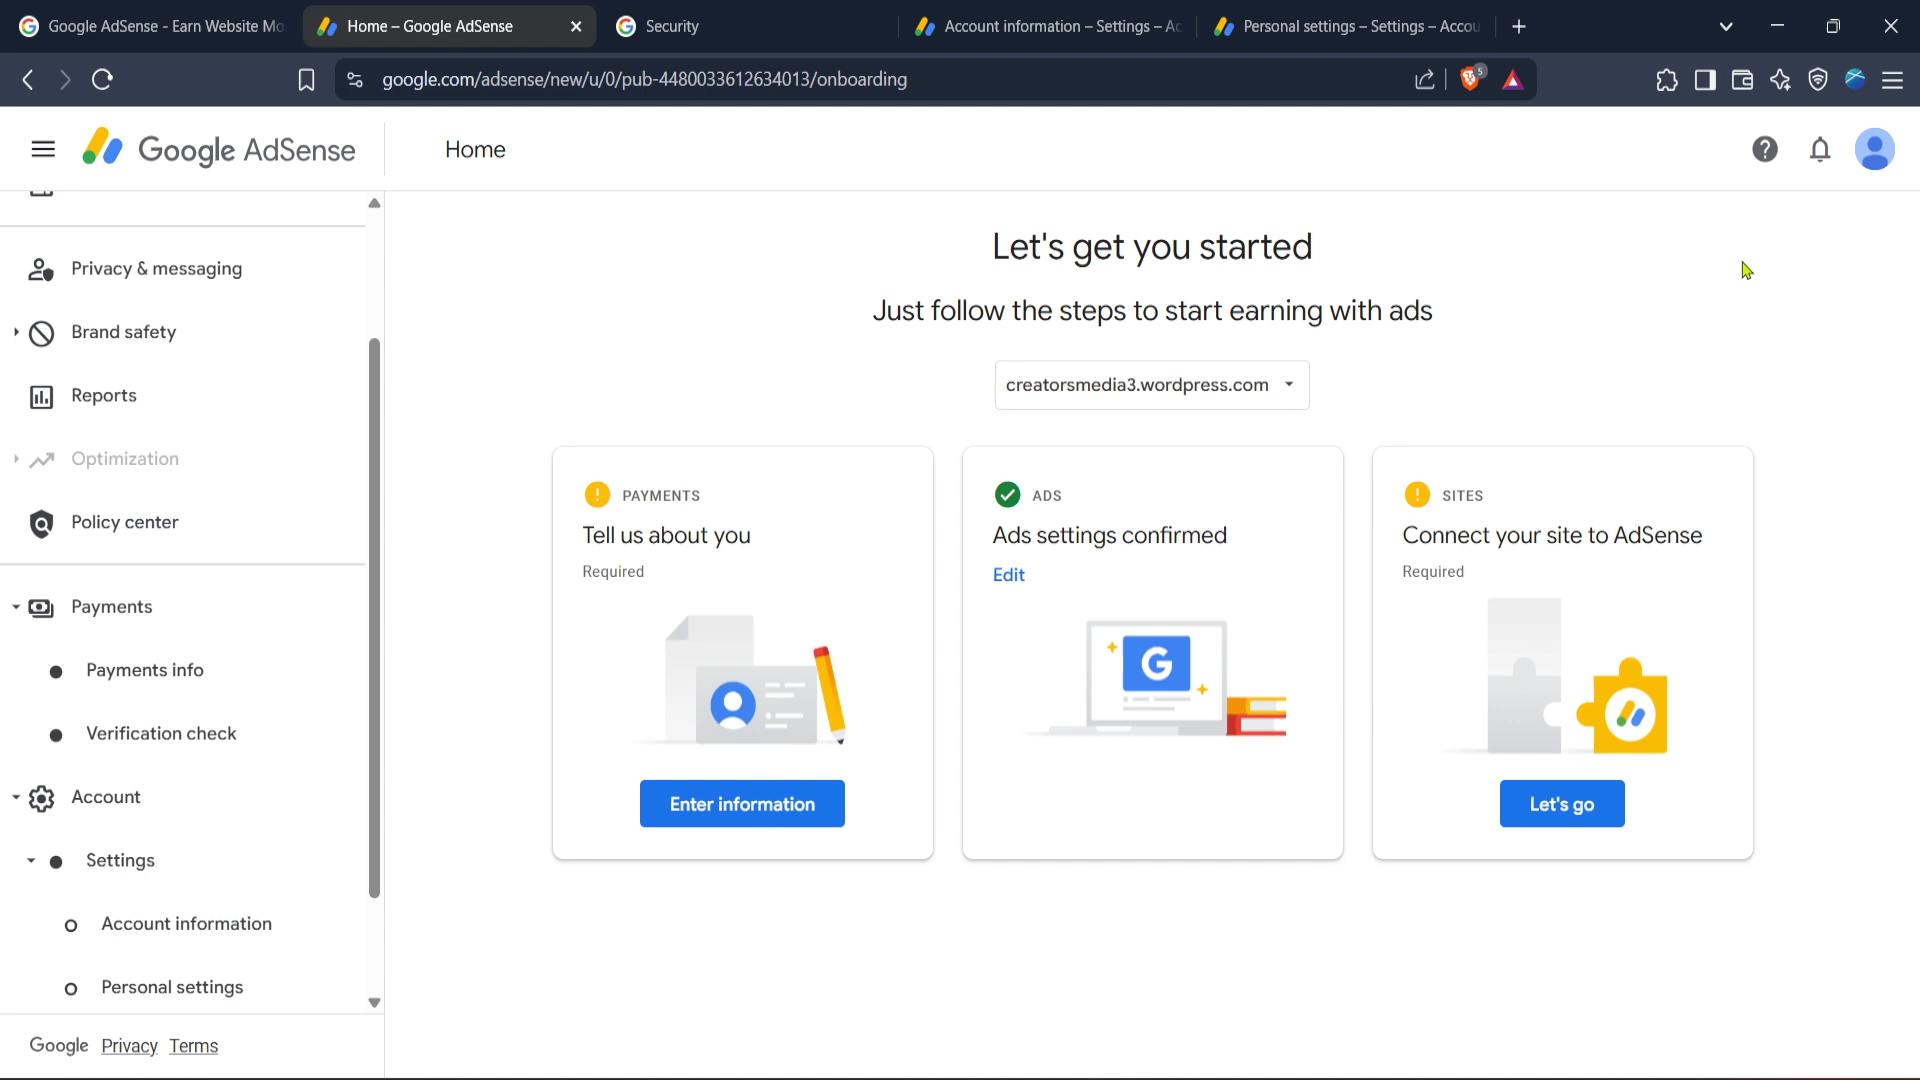 Google AdSense - Earn Website Mo
Home – Google AdSense
Security
Account information – Settings – Ac
Personal settings – Settings – Accou
google.com/adsense/new/u/0/pub-4480033612634013/onboarding
5
Google AdSense
Home
Privacy & messaging
Brand safety
Reports
Optimization
Policy center
Payments
Payments info
Verification check
Account
Settings
Account information
Personal settings
Google Privacy Terms
Let's get you started
Just follow the steps to start earning with ads
creatorsmedia3.wordpress.com
PAYMENTS
Tell us about you
Required
Enter information
ADS
Ads settings confirmed
Edit
G
SITES
Connect your site to AdSense
Required
Let's go